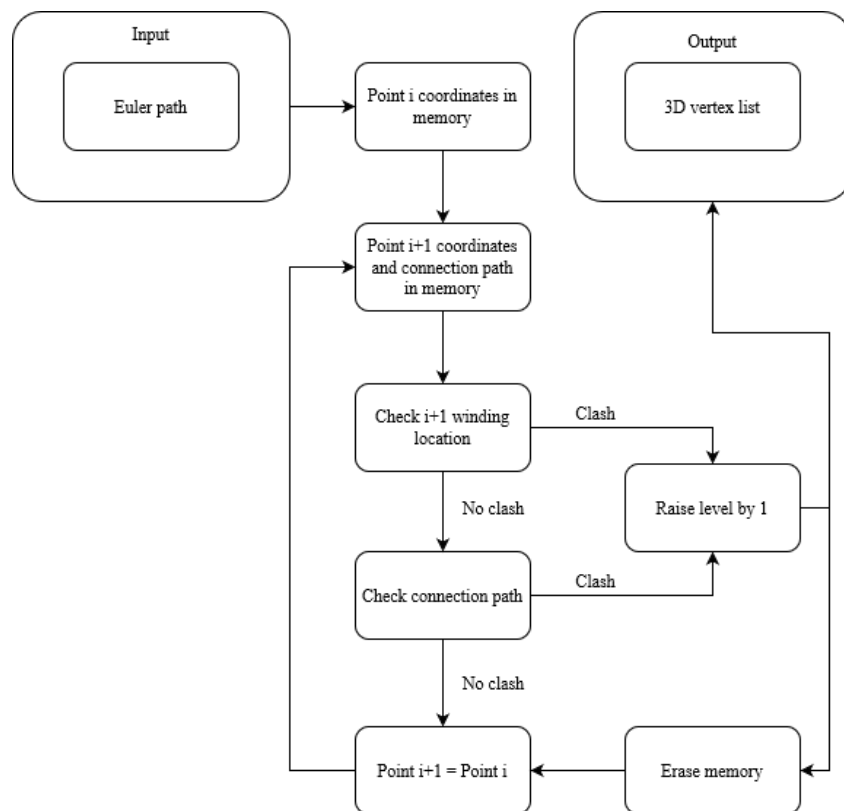 Input
Euler path
Point i coordinates in
memory
Output
3D vertex list
Point i+1 coordinates
and connection path
in memory
Check i+1 winding
location
Clash
No clash
Raise level by 1
Check connection path
Clash
No clash
Point i+1 = Point i
Erase memory